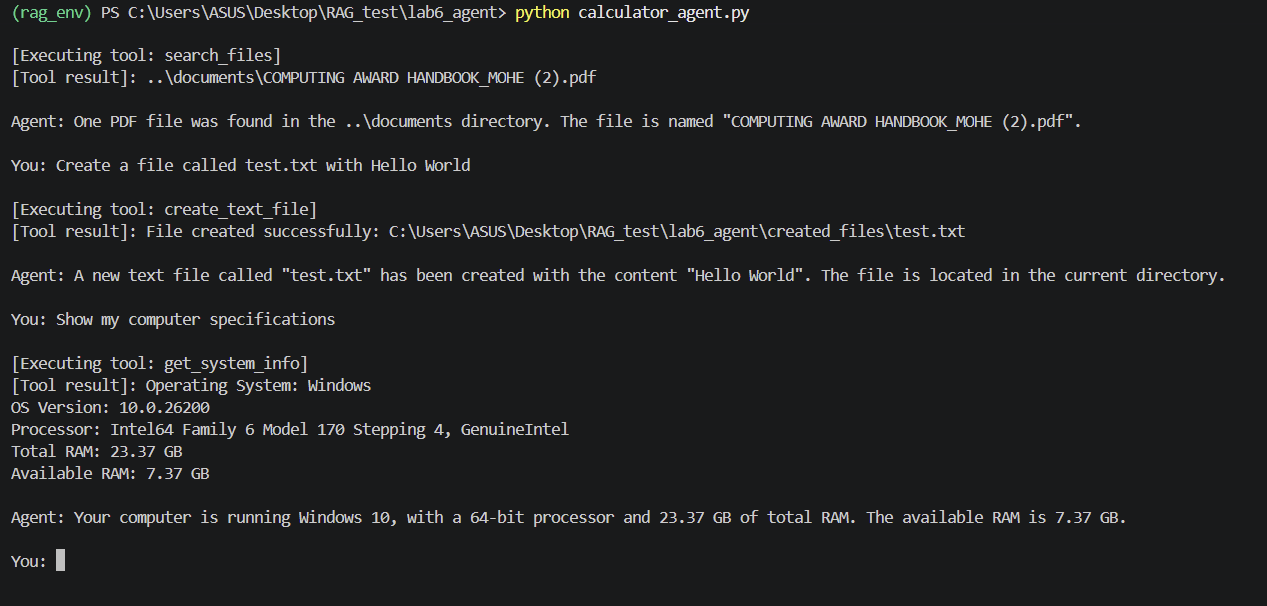 (rag_env) PS C:\Users\ASUS\Desktop\RAG_test\lab6_agent> python calculator_agent.py
[Executing tool: search_files]
[Tool result]: ..\documents\COMPUTING AWARD HANDBOOK_MOHE (2).pdf
Agent: One PDF file was found in the ..\documents directory. The file is named "COMPUTING AWARD HANDBOOK_MOHE (2).pdf".
You: Create a file called test.txt with Hello World
[Executing tool: create_text_file]
[Tool result]: File created successfully: C:\Users\ASUS\Desktop\RAG_test\lab6_agent\created_files\test.txt
Agent: A new text file called "test.txt" has been created with the content "Hello World". The file is located in the current directory.
You: Show my computer specifications
[Executing tool: get_system_info]
[Tool result]: Operating System: Windows
OS Version: 10.0.26200
Processor: Intel64 Family 6 Model 170 Stepping 4, GenuineIntel
Total RAM: 23.37 GB
Available RAM: 7.37 GB
Agent: Your computer is running Windows 10, with a 64-bit processor and 23.37 GB of total RAM. The available RAM is 7.37 GB.
You: